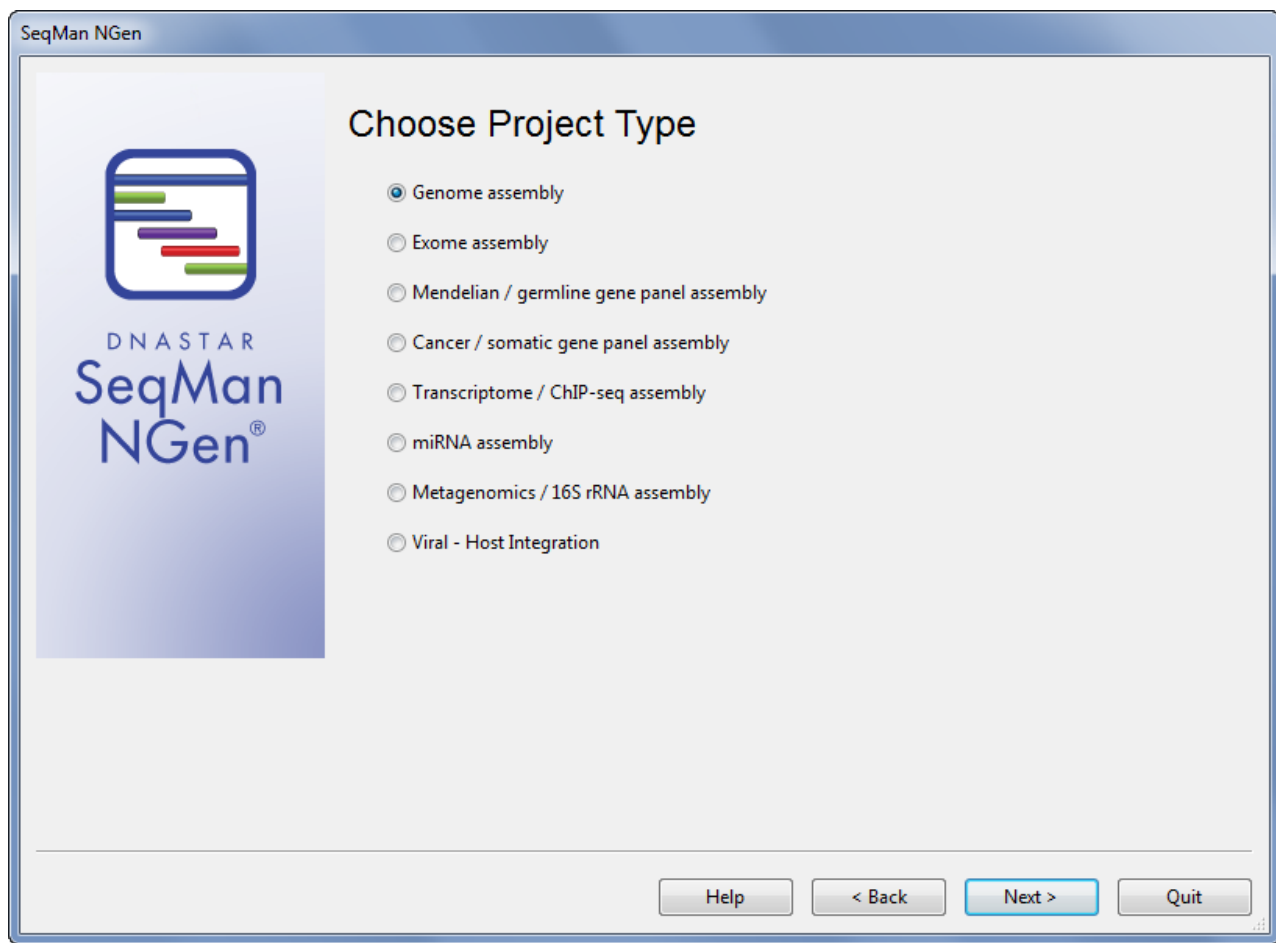 SeqMan NGen
Choose Project Type
Genome assembly
Exome assembly
Mendelian / germline gene panel assembly
Cancer / somatic gene panel assembly
Transcriptome / ChIP-seq assembly
miRNA assembly
Metagenomics / 16S rRNA assembly
Viral - Host Integration
DNASTAR
SeqMan
NGen®
Help
< Back
Next >
Quit